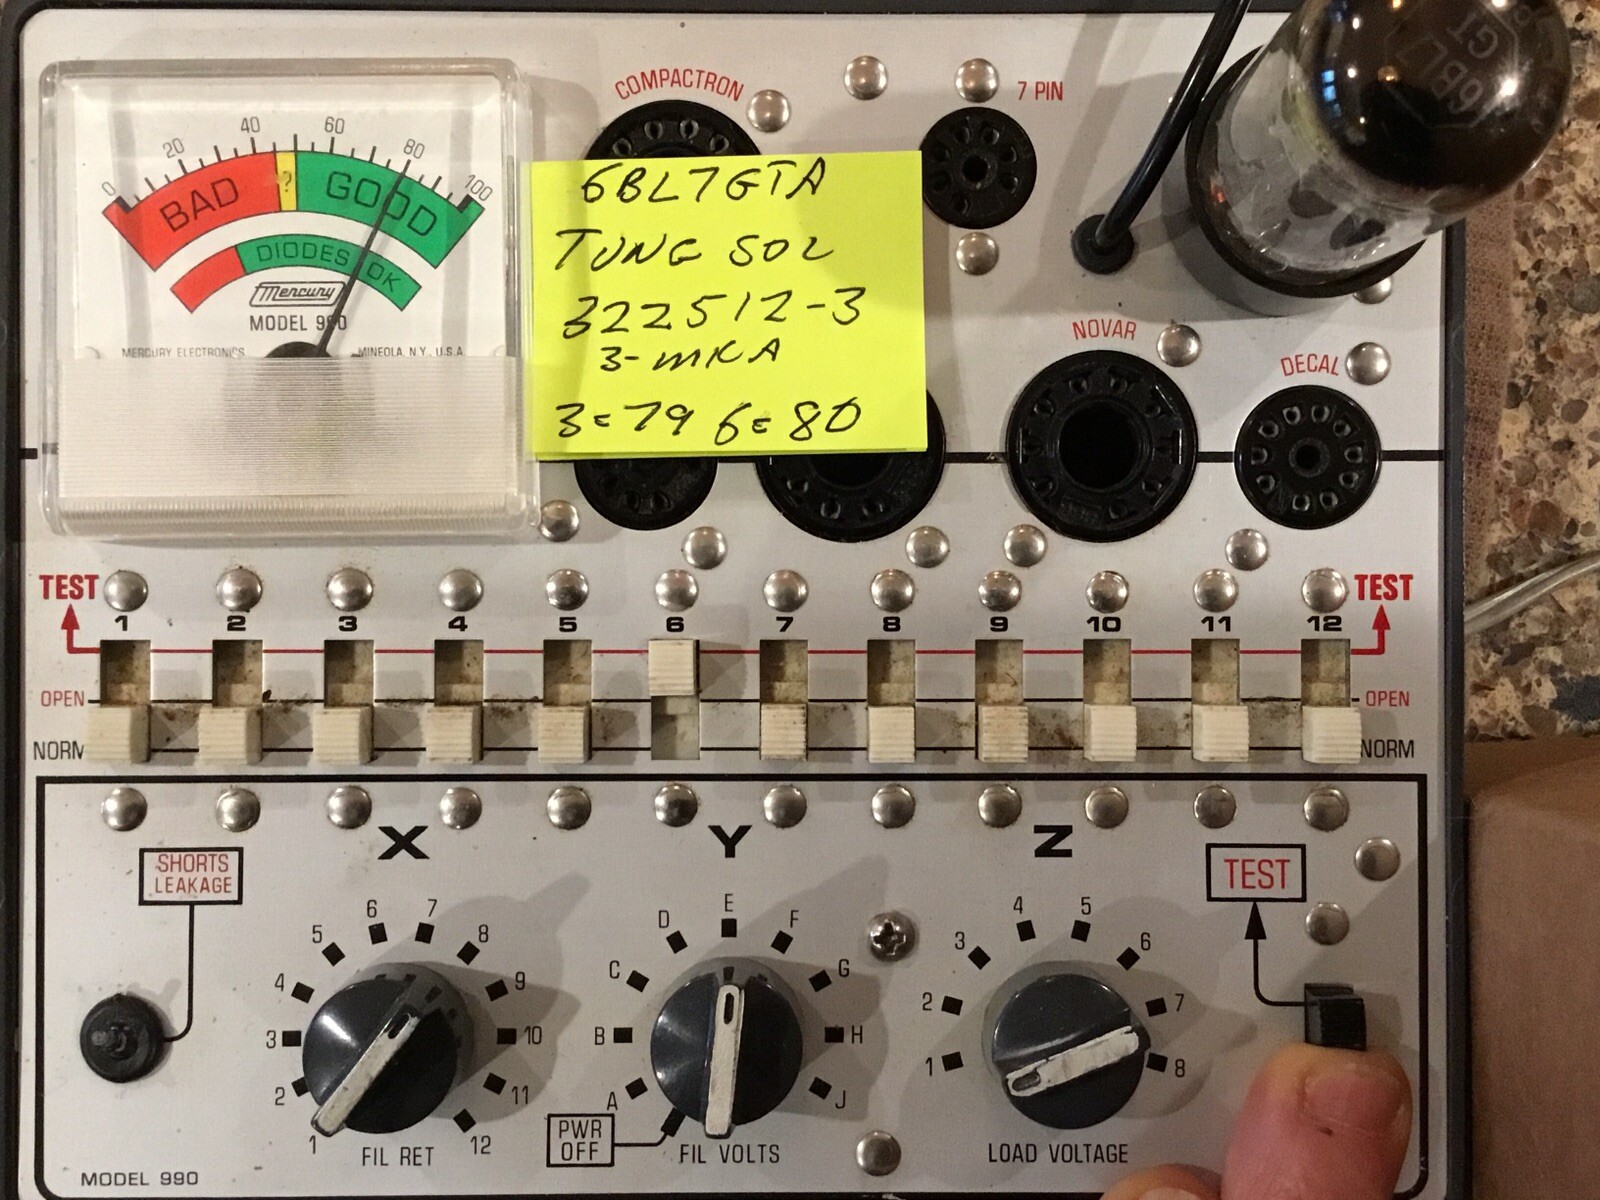 COMPACTRON
7 PIN
6BL7
GT
0 20 40 60 80 100
BAD ? GOOD
DIODES OK
Mercury
MODEL 990
MERCURY ELECTRONICS MINEOLA, N.Y., U.S.A.
6BL7GTA
TUNG SOL
322512-3
3-MKA
3=79 6=80
NOVAR
DECAL
TEST TEST
1 2 3 4 5 6 7 8 9 10 11 12
OPEN OPEN
NORM NORM
X Y Z
SHORTS
LEAKAGE
TEST
1 2 3 4 5 6 7 8 9 10 11 12
FIL RET
PWR
OFF
A B C D E F G H J
FIL VOLTS
1 2 3 4 5 6 7 8
LOAD VOLTAGE
MODEL 990